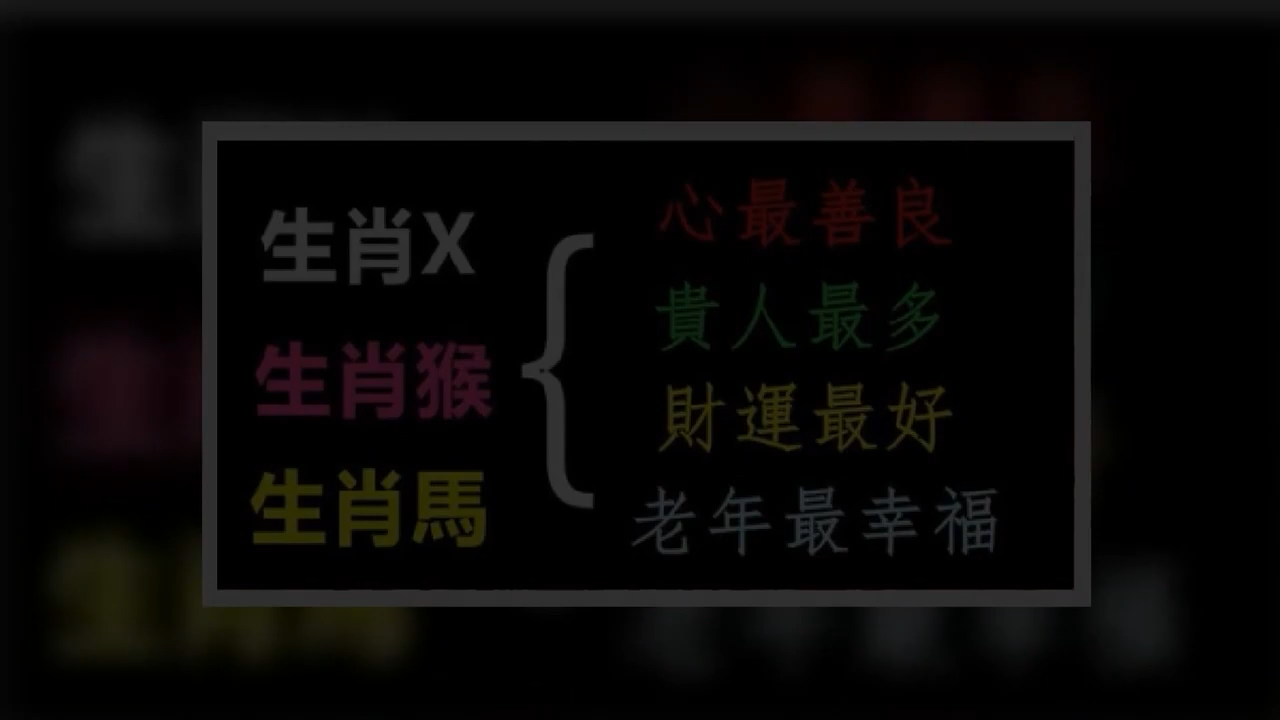 生肖X
生肖猴
生肖馬
心最善良
貴人最多
財運最好
老年最幸福